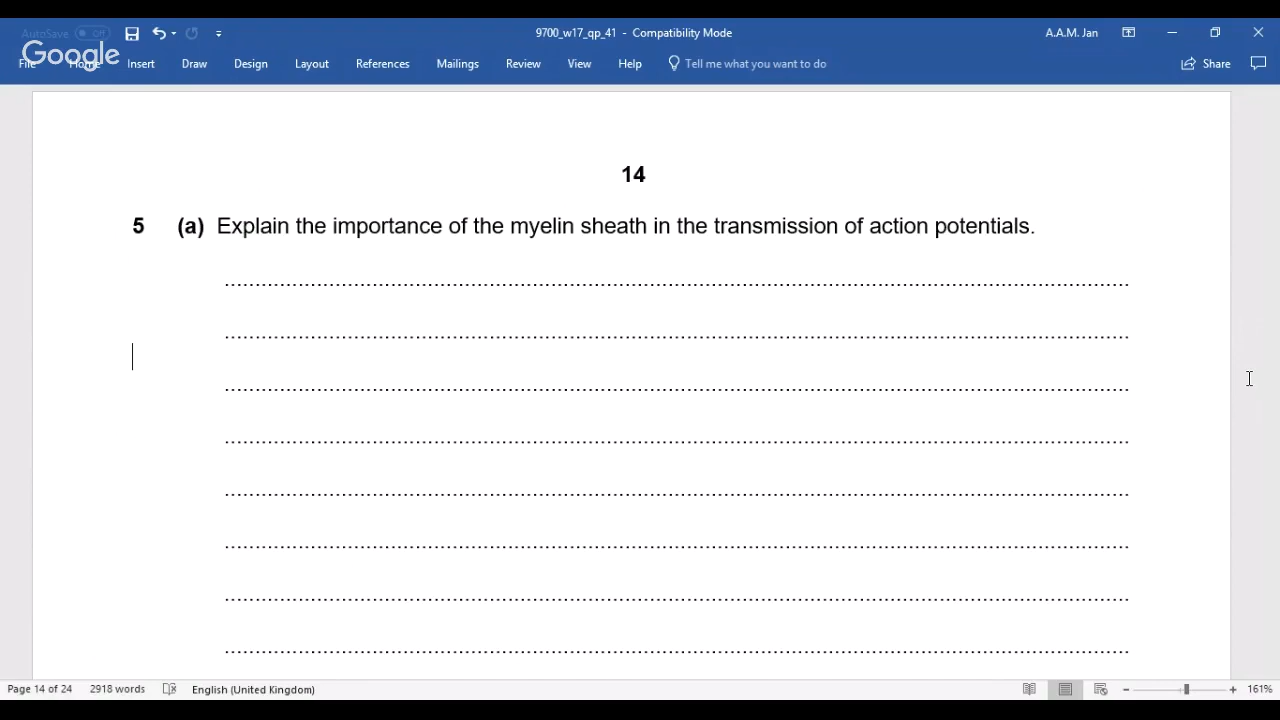 AutoSave Off 9700_w17_qp_41 - Compatibility Mode A.A.M. Jan
Google
File Home Insert Draw Design Layout References Mailings Review View Help Tell me what you want to do Share
14
5 (a) Explain the importance of the myelin sheath in the transmission of action potentials.
Page 14 of 24 2918 words English (United Kingdom) 161%